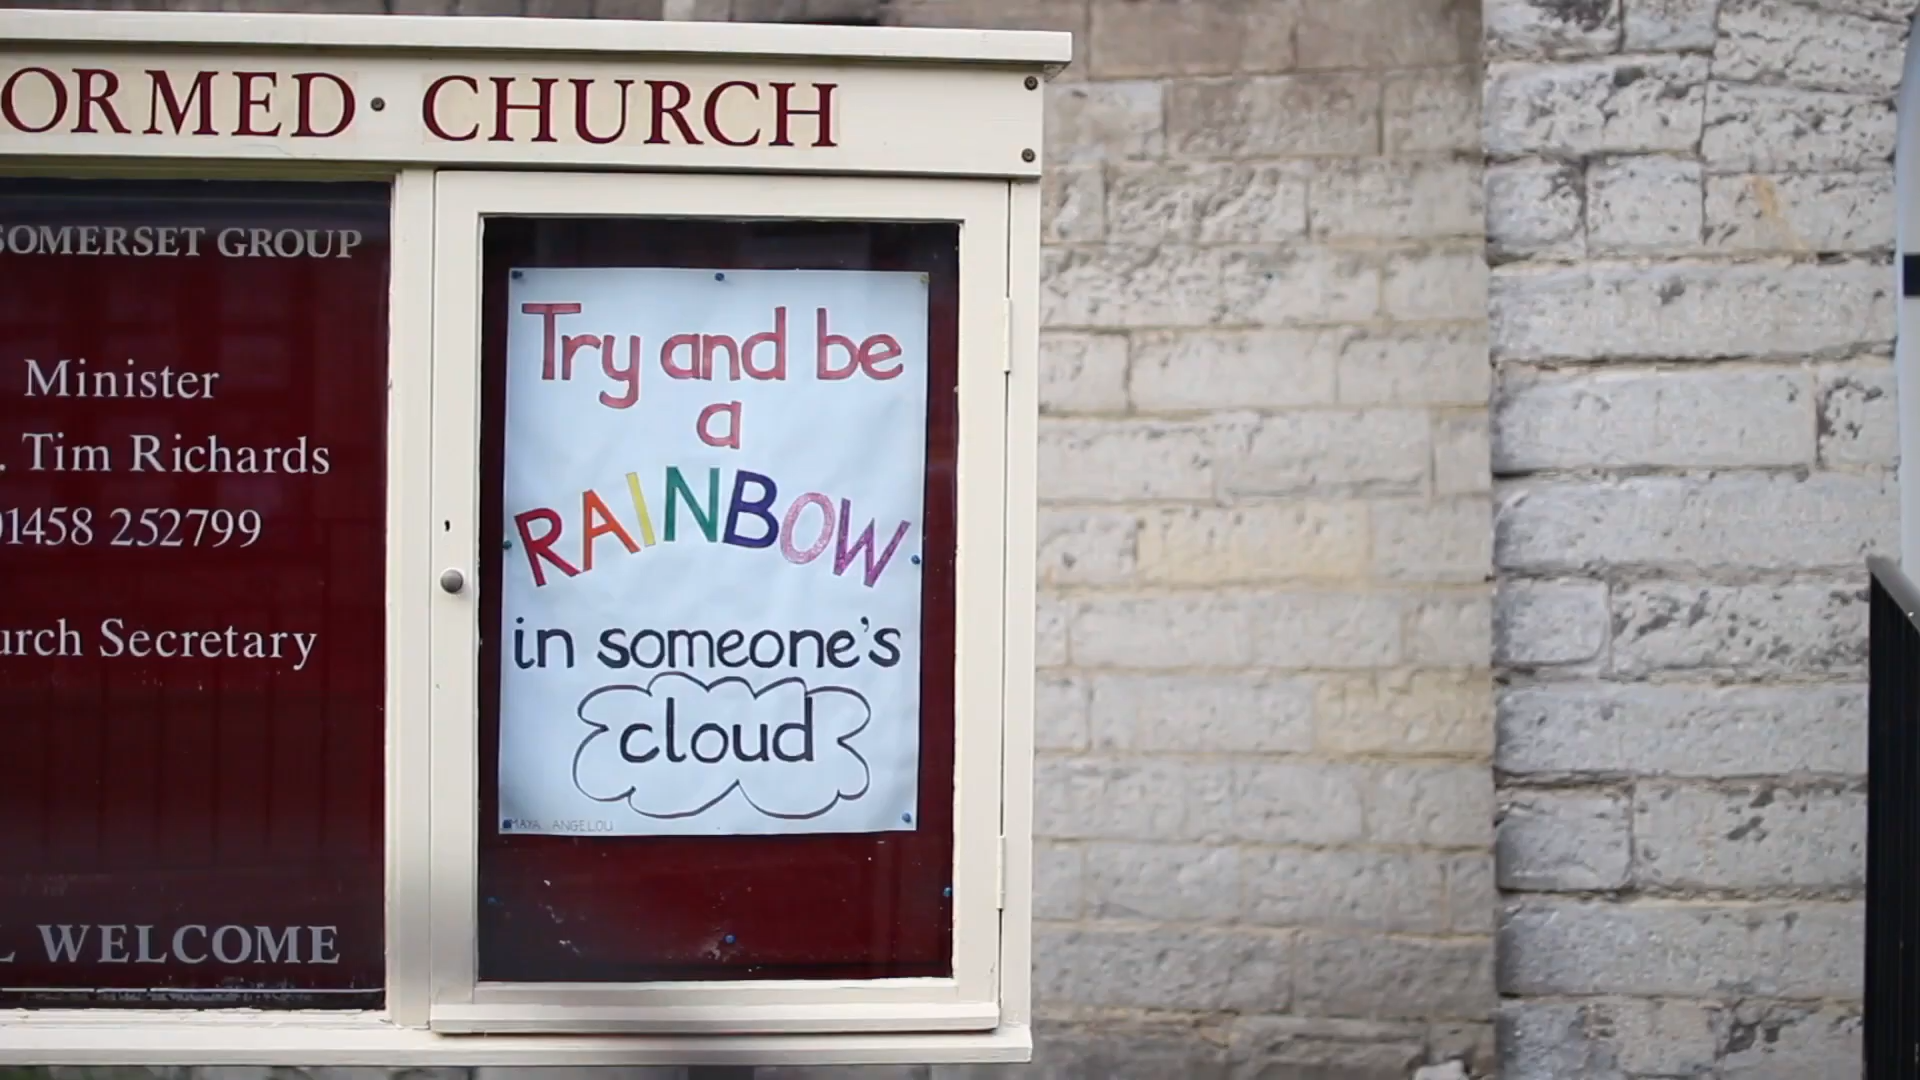 ORMED · CHURCH
SOMERSET GROUP
Minister
. Tim Richards
01458 252799
urch Secretary
L WELCOME
Try and be
a
RAINBOW
in someone's
cloud
MAYA ANGELOU